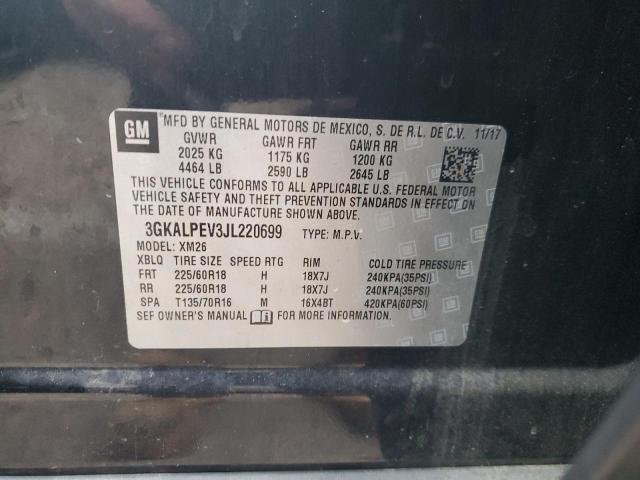 GM
®MFD BY GENERAL MOTORS DE MEXICO, S. DE R.L. DE C.V. 11/17
GVWR GAWR FRT GAWR RR
2025 KG 1175 KG 1200 KG
4464 LB 2590 LB 2645 LB
THIS VEHICLE CONFORMS TO ALL APPLICABLE U.S. FEDERAL MOTOR
VEHICLE SAFETY AND THEFT PREVENTION STANDARDS IN EFFECT ON
THE DATE OF MANUFACTURE SHOWN ABOVE.
3GKALPEV3JL220699 TYPE: M.P.V.
MODEL: XM26
XBLQ TIRE SIZE SPEED RTG RIM COLD TIRE PRESSURE
FRT 225/60R18 H 18X7J 240KPA(35PSI)
RR 225/60R18 H 18X7J 240KPA(35PSI)
SPA T135/70R16 M 16X4BT 420KPA(60PSI)
SEE OWNER'S MANUAL FOR MORE INFORMATION.